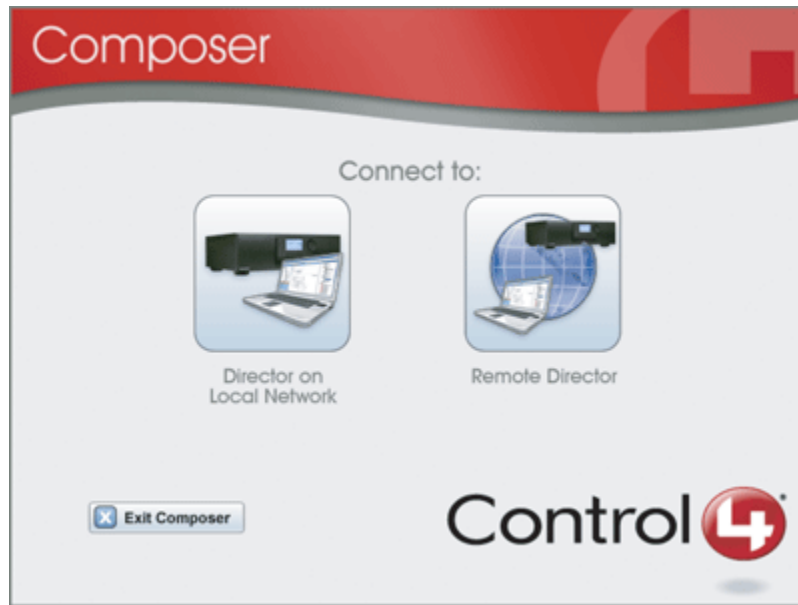 Composer
Connect to:
Director on
Local Network
Remote Director
Exit Composer
Control4